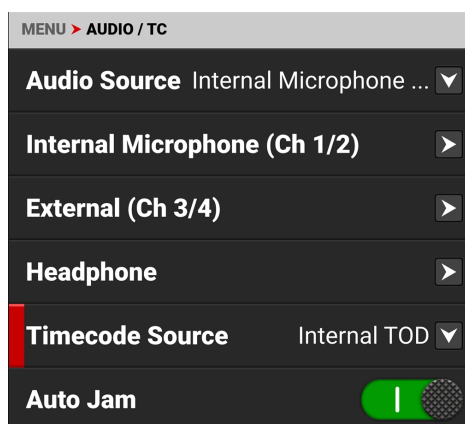 MENU ➤ AUDIO / TC
Audio Source Internal Microphone ...
Internal Microphone (Ch 1/2)
External (Ch 3/4)
Headphone
Timecode Source Internal TOD
Auto Jam